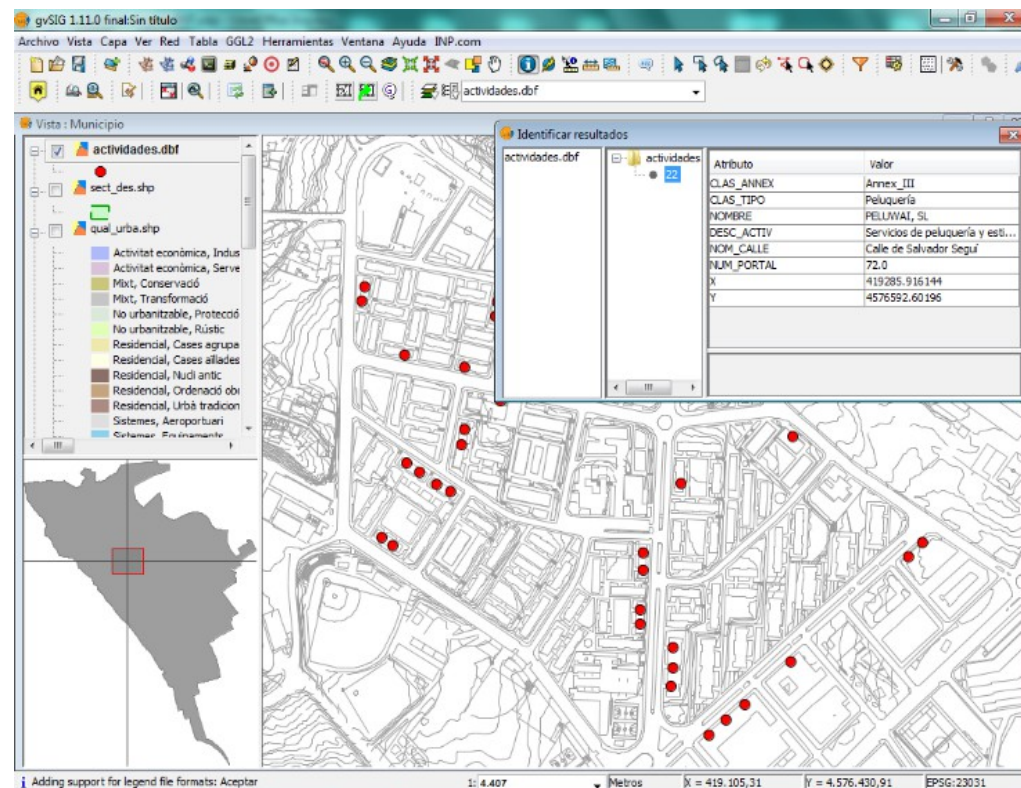 gvSIG 1.11.0 final:Sin título
Archivo Vista Capa Ver Red Tabla GGL2 Herramientas Ventana Ayuda INP.com
actividades.dbf
Vista : Municipio
actividades.dbf
sect_des.shp
qual_urba.shp
Activitat econòmica, Indus
Activitat econòmica, Serve
Mixt, Conservació
Mixt, Transformació
No urbanitzable, Protecció
No urbanitzable, Rústic
Residencial, Cases agrupa
Residencial, Cases aïllades
Residencial, Nucli antic
Residencial, Ordenació obi
Residencial, Urbà tradicion
Sistemes, Aeroportuari
Sistemes, Equipaments
Identificar resultados
actividades.dbf
actividades
22
Atributo Valor
CLAS_ANNEX Annex_III
CLAS_TIPO Peluquería
NOMBRE PELUWAI, SL
DESC_ACTIV Servicios de peluquería y esti...
NOM_CALLE Calle de Salvador Seguí
NUM_PORTAL 72.0
X 419285.916144
Y 4576592.60196
Adding support for legend file formats: Aceptar
1: 4.407
Metros
X = 419.105,31
Y = 4.576.430,91
EPSG:23031